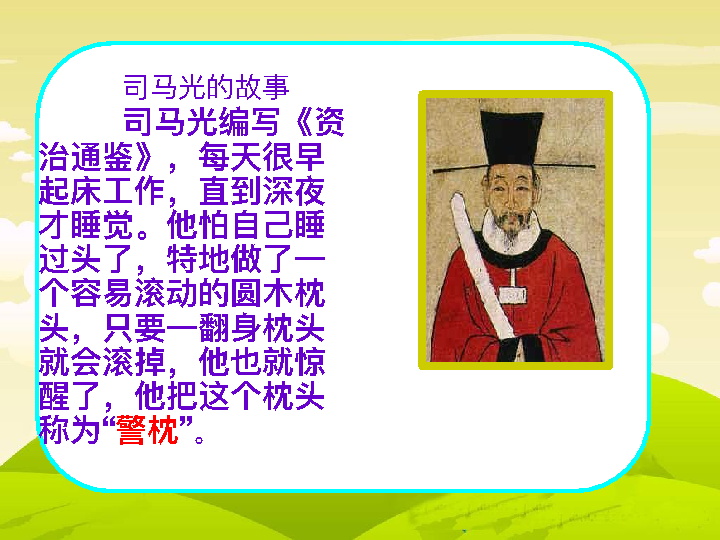 司马光的故事
司马光编写《资
治通鉴》，每天很早
起床工作，直到深夜
才睡觉。他怕自己睡
过头了，特地做了一
个容易滚动的圆木枕
头，只要一翻身枕头
就会滚掉，他也就惊
醒了，他把这个枕头
称为“警枕”。